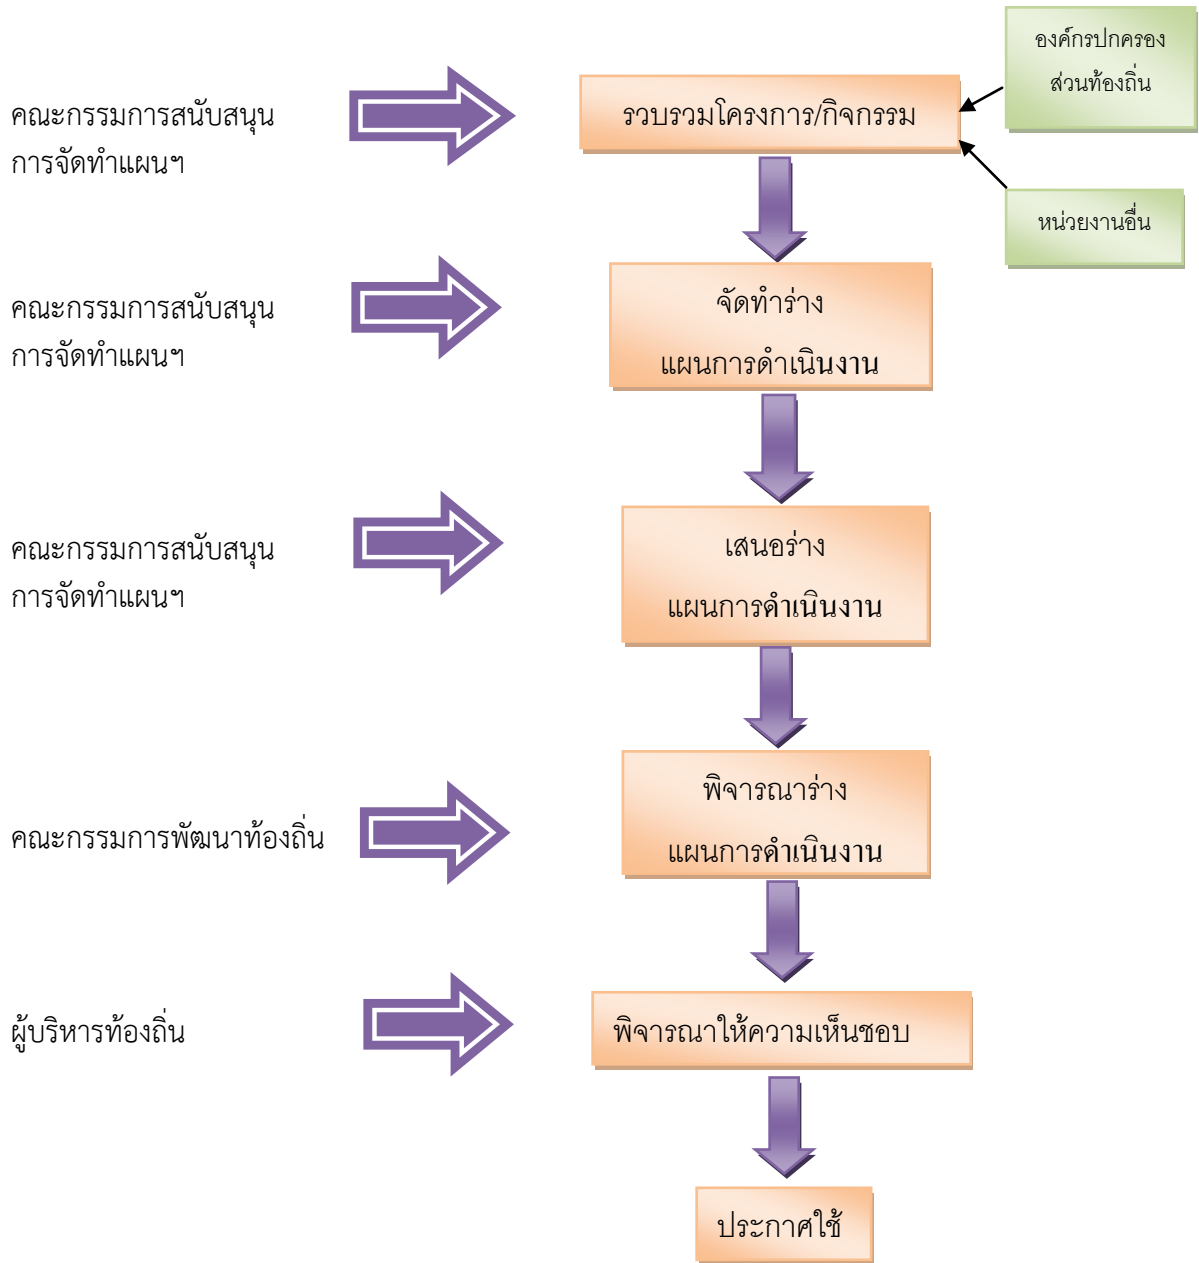 องค์กรปกครอง
ส่วนท้องถิ่น
คณะกรรมการสนับสนุน
การจัดทำแผนฯ
รวบรวมโครงการ/กิจกรรม
หน่วยงานอื่น
คณะกรรมการสนับสนุน
การจัดทำแผนฯ
จัดทำร่าง
แผนการดำเนินงาน
คณะกรรมการสนับสนุน
การจัดทำแผนฯ
เสนอร่าง
แผนการดำเนินงาน
คณะกรรมการพัฒนาท้องถิ่น
พิจารณาร่าง
แผนการดำเนินงาน
ผู้บริหารท้องถิ่น
พิจารณาให้ความเห็นชอบ
ประกาศใช้